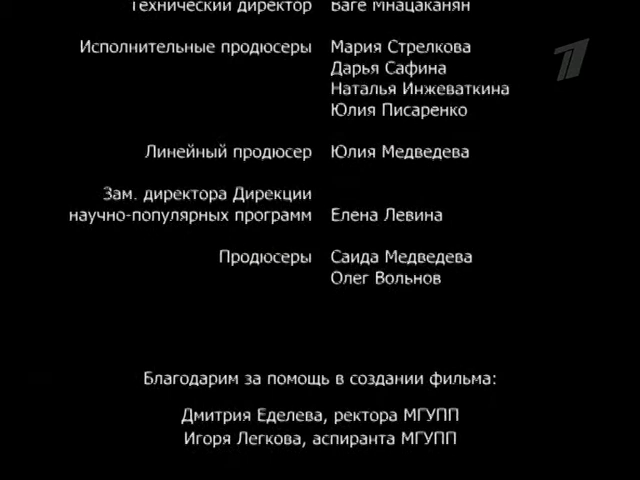 Технический директор Ваге Мнацаканян
Исполнительные продюсеры Мария Стрелкова
Дарья Сафина
Наталья Инжеваткина
Юлия Писаренко
Линейный продюсер Юлия Медведева
Зам. директора Дирекции
научно-популярных программ Елена Левина
Продюсеры Саида Медведева
Олег Вольнов
Благодарим за помощь в создании фильма:
Дмитрия Еделева, ректора МГУПП
Игоря Легкова, аспиранта МГУПП